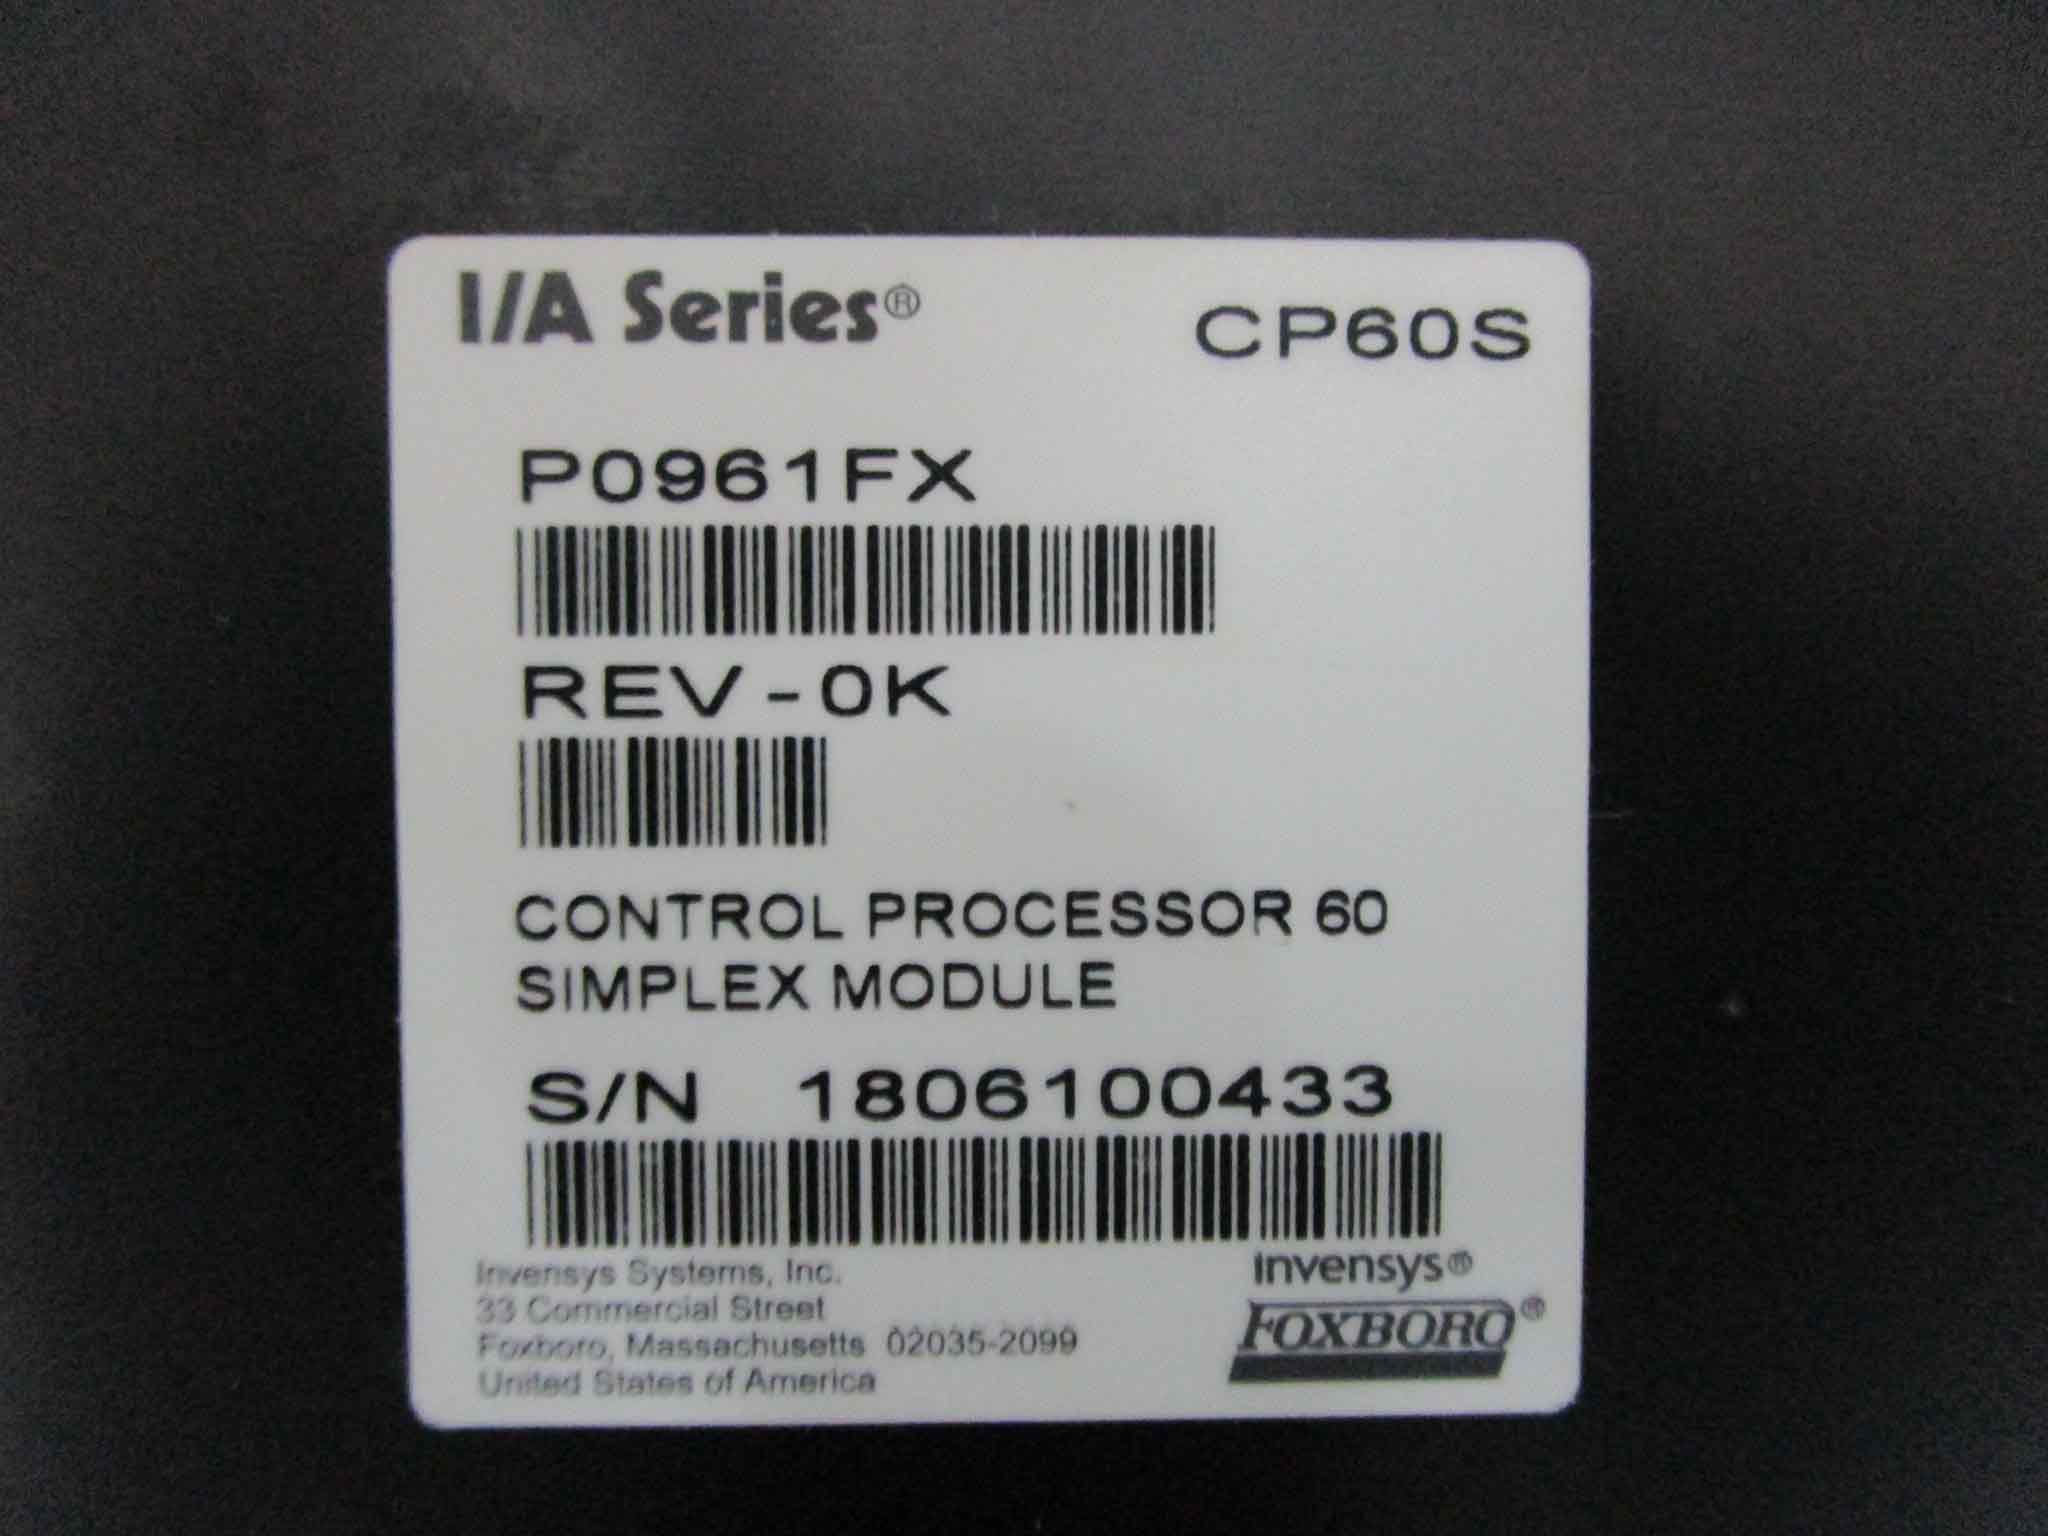 I/A Series® CP60S
P0961FX
REV-0K
CONTROL PROCESSOR 60
SIMPLEX MODULE
S/N 1806100433
Invensys Systems, Inc.
33 Commercial Street
Foxboro, Massachusetts 02035-2099
United States of America
invensys®
FOXBORO®